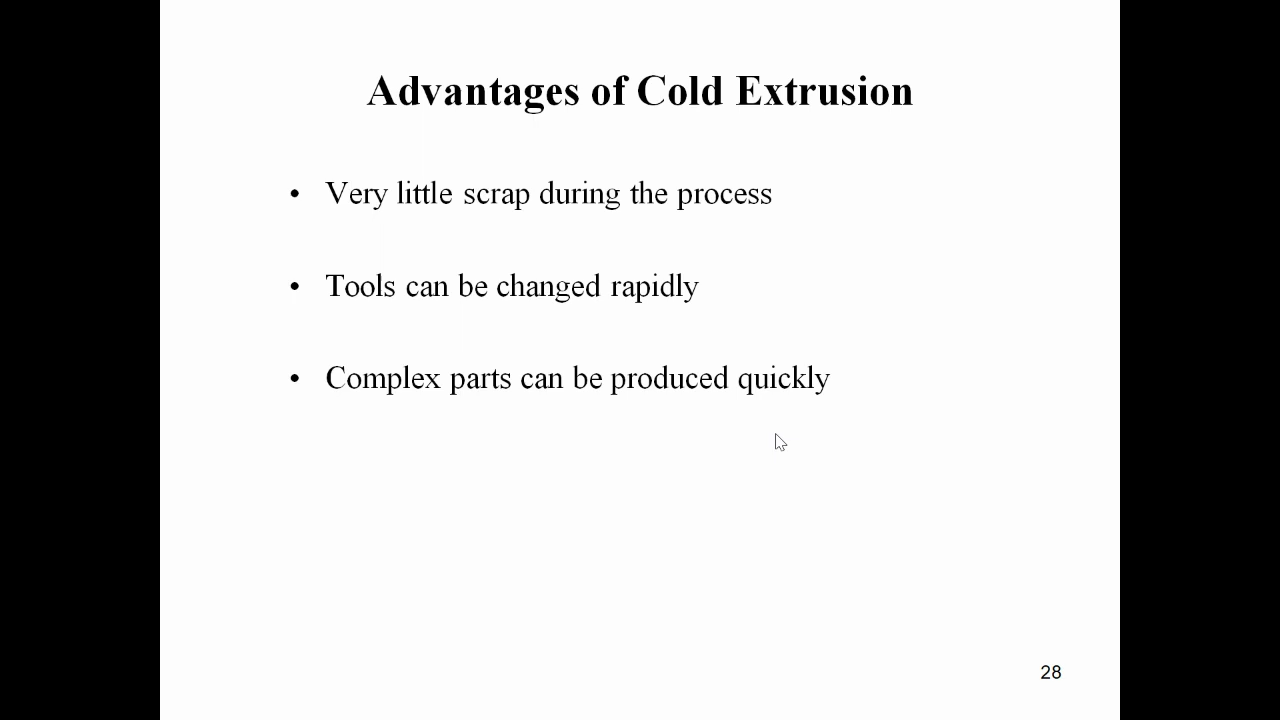 Advantages of Cold Extrusion
• Very little scrap during the process
• Tools can be changed rapidly
• Complex parts can be produced quickly
28